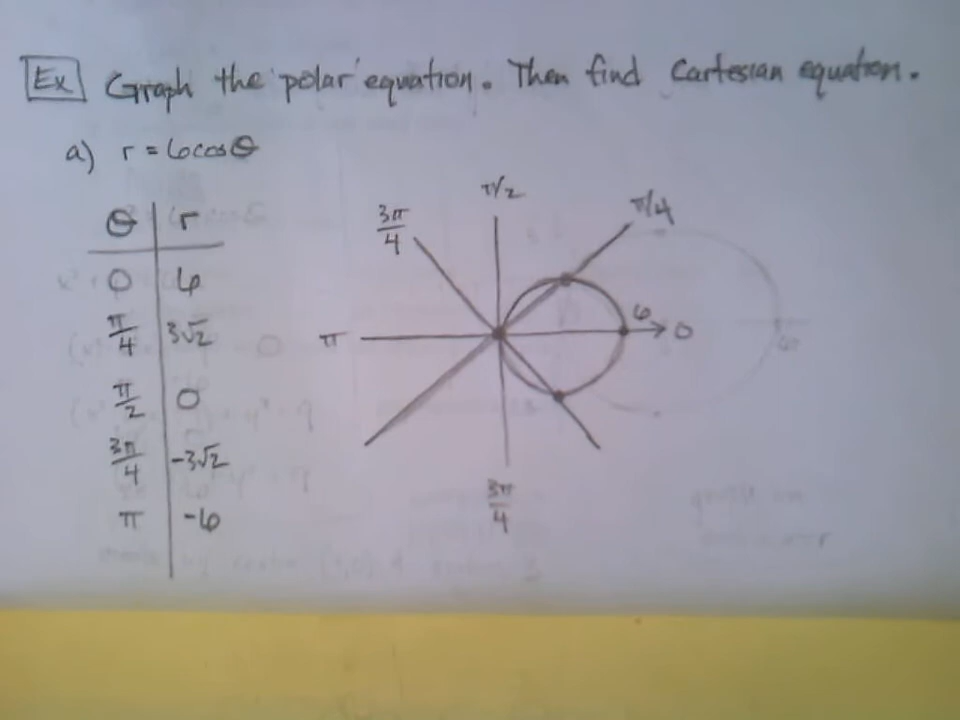 Ex Graph the polar equation. Then find Cartesian equation.
a) r = 6cosθ
θ r
0 6
π/4 3√2
π/2 0
3π/4 -3√2
π -6
π/2
3π/4
π/4
π
6
0
3π/4